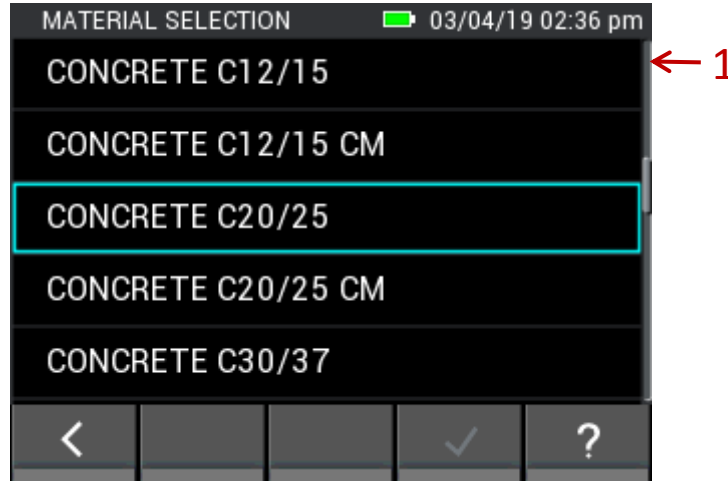 MATERIAL SELECTION 03/04/19 02:36 pm
CONCRETE C12/15
1
CONCRETE C12/15 CM
CONCRETE C20/25
CONCRETE C20/25 CM
CONCRETE C30/37
?